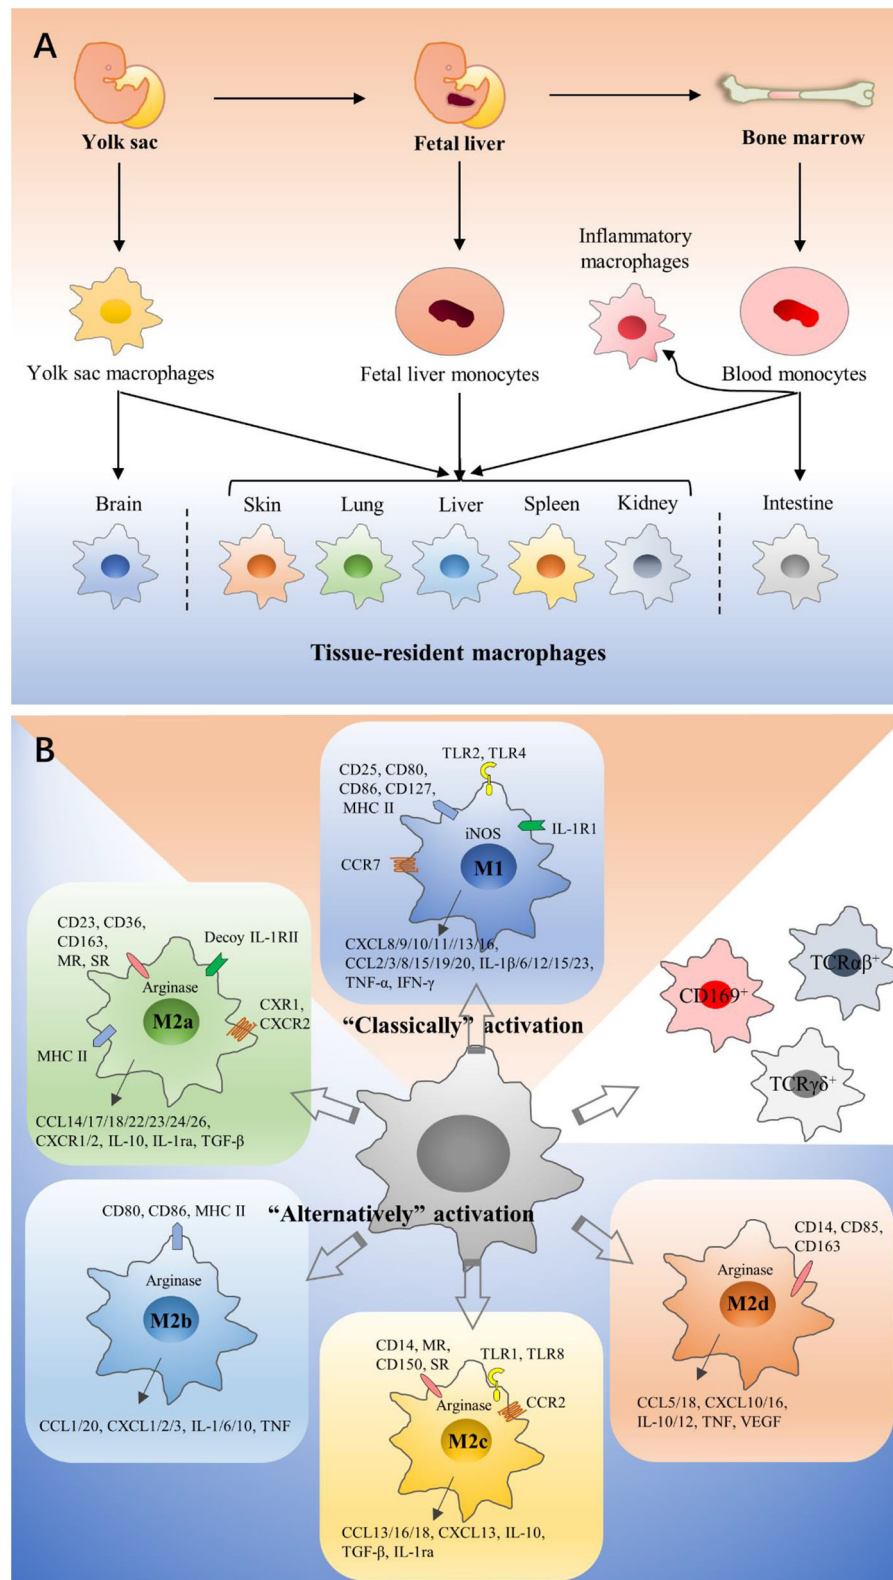 A
Yolk sac
Fetal liver
Bone marrow
Inflammatory
macrophages
Yolk sac macrophages
Fetal liver monocytes
Blood monocytes
Brain
Skin
Lung
Liver
Spleen
Kidney
Intestine
Tissue-resident macrophages
B
TLR2, TLR4
CD25, CD80,
CD86, CD127,
MHC II
iNOS
IL-1R1
CCR7
M1
CXCL8/9/10/11//13/16,
CCL2/3/8/15/19/20, IL-1β/6/12/15/23,
TNF-α, IFN-γ
CD23, CD36,
CD163,
MR, SR
Decoy IL-1RII
Arginase
M2a
CXR1,
CXCR2
MHC II
CCL14/17/18/22/23/24/26,
CXCR1/2, IL-10, IL-1ra, TGF-β
“Classically” activation
TCRαβ+
CD169+
TCRγδ+
“Alternatively” activation
CD80, CD86, MHC II
Arginase
M2b
CCL1/20, CXCL1/2/3, IL-1/6/10, TNF
CD14, MR,
CD150, SR
TLR1, TLR8
Arginase
CCR2
M2c
CCL13/16/18, CXCL13, IL-10,
TGF-β, IL-1ra
CD14, CD85,
CD163
Arginase
M2d
CCL5/18, CXCL10/16,
IL-10/12, TNF, VEGF